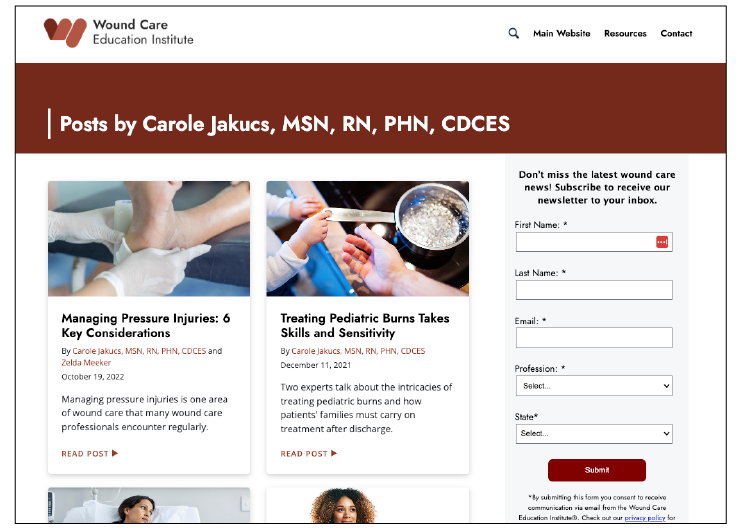 Wound Care
Education Institute
Main Website
Resources
Contact
Posts by Carole Jakucs, MSN, RN, PHN, CDCES
Managing Pressure Injuries: 6
Key Considerations
By Carole Jakucs, MSN, RN, PHN, CDCES and
Zelda Meeker
October 19, 2022
Managing pressure injuries is one area
of wound care that many wound care
professionals encounter regularly.
READ POST
Treating Pediatric Burns Takes
Skills and Sensitivity
By Carole Jakucs, MSN, RN, PHN, CDCES
December 11, 2021
Two experts talk about the intricacies of
treating pediatric burns and how
patients' families must carry on
treatment after discharge.
READ POST
Don't miss the latest wound care
news! Subscribe to receive our
newsletter to your inbox.
First Name: *
Last Name: *
Email: *
Profession: *
Select...
State*
Select...
Submit
*By submitting this form you consent to receive
communication via email from the Wound Care
Education Institute®. Check out our privacy policy for